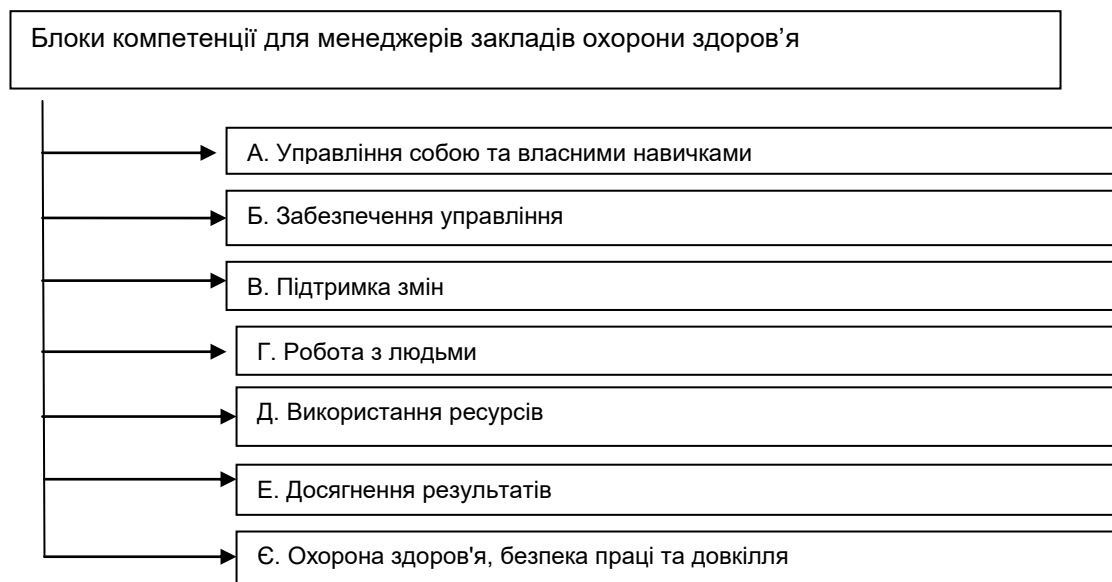 Блоки компетенції для менеджерів закладів охорони здоров’я
А. Управління собою та власними навичками
Б. Забезпечення управління
В. Підтримка змін
Г. Робота з людьми
Д. Використання ресурсів
Е. Досягнення результатів
Є. Охорона здоров'я, безпека праці та довкілля